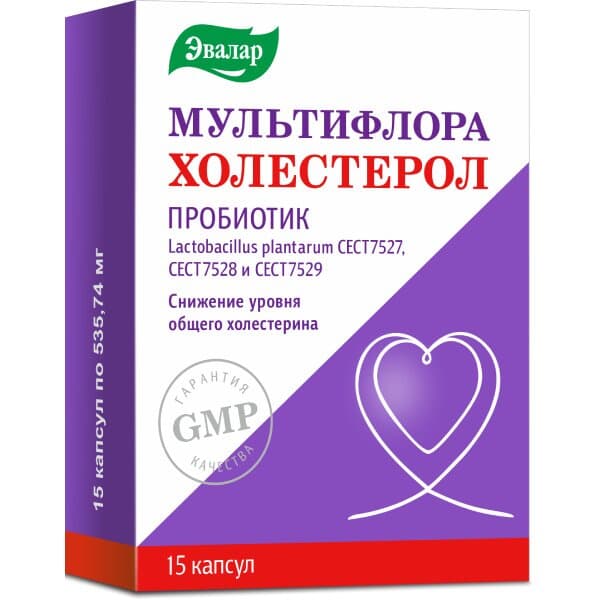 Эвалар
МУЛЬТИФЛОРА
ХОЛЕСТЕРОЛ
ПРОБИОТИК
Lactobacillus plantarum CECT7527,
CECT7528 и CECT7529
Снижение уровня
общего холестерина
ГАРАНТИЯ
GMP
КАЧЕСТВА
15 капсул
15 капсул по 535,74 мг